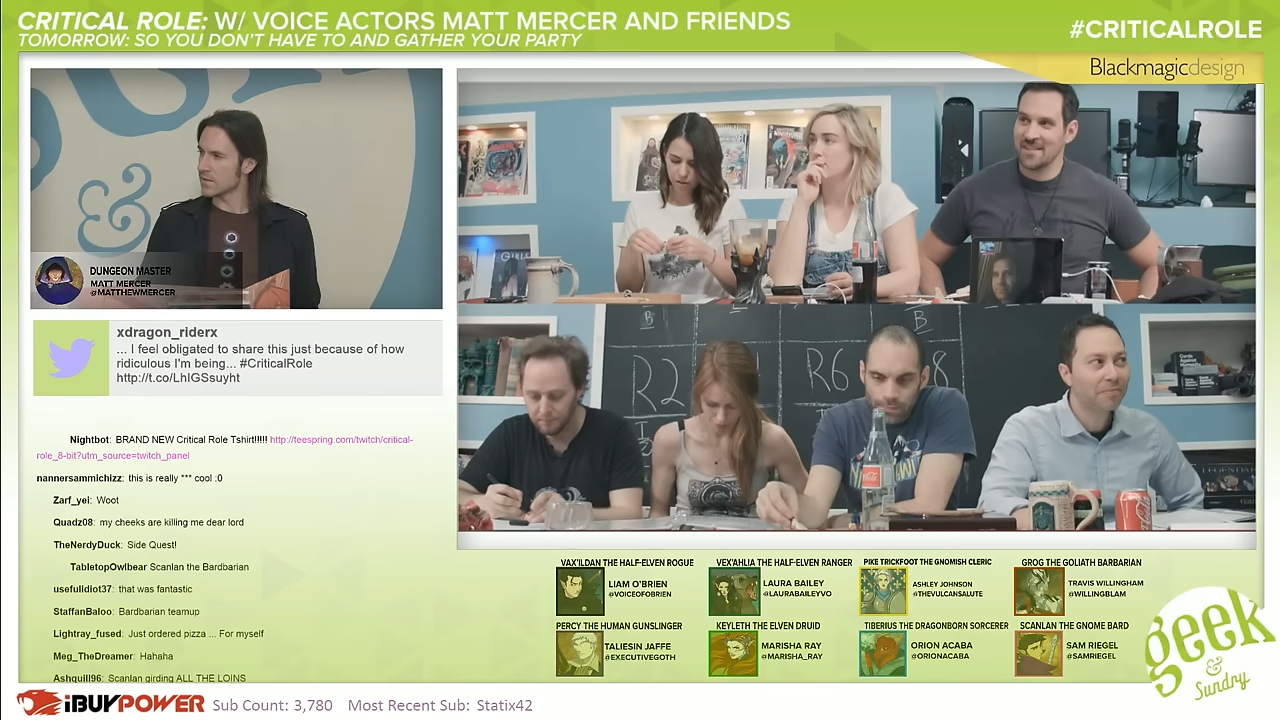 CRITICAL ROLE: W/ VOICE ACTORS MATT MERCER AND FRIENDS
TOMORROW: SO YOU DON'T HAVE TO AND GATHER YOUR PARTY
#CRITICALROLE
Blackmagicdesign
&
DUNGEON MASTER
MATT MERCER
@MATTHEWMERCER
xdragon_riderx
... I feel obligated to share this just because of how
ridiculous I'm being... #CriticalRole
http://t.co/LhIGSsuyht
Nightbot: BRAND NEW Critical Role Tshirt!!!!! http://teespring.com/twitch/critical-
role_8-bit?utm_source=twitch_panel
nannersammichizz: this is really *** cool :0
Zarf_yel: Woot
Quadz08: my cheeks are killing me dear lord
TheNerdyDuck: Side Quest!
TabletopOwlbear Scanlan the Bardbarian
usefulIdiot37: that was fantastic
StaffanBaloo: Bardbarian teamup
Lightray_fused: Just ordered pizza ... For myself
Meg_TheDreamer: Hahaha
Ashquill96: Scanlan girding ALL THE LOINS
B
B
R2
R6
8
Coca-Cola
VAX'ILDAN THE HALF-ELVEN ROGUE
LIAM O'BRIEN
@VOICEOFOBRIEN
VEX'AHLIA THE HALF-ELVEN RANGER
LAURA BAILEY
@LAURABAILEYVO
PIKE TRICKFOOT THE GNOMISH CLERIC
ASHLEY JOHNSON
@THEVULCANSALUTE
GROG THE GOLIATH BARBARIAN
TRAVIS WILLINGHAM
@WILLINGBLAM
PERCY THE HUMAN GUNSLINGER
TALIESIN JAFFE
@EXECUTIVEGOTH
KEYLETH THE ELVEN DRUID
MARISHA RAY
@MARISHA_RAY
TIBERIUS THE DRAGONBORN SORCERER
ORION ACABA
@ORIONACABA
SCANLAN THE GNOME BARD
SAM RIEGEL
@SAMRIEGEL
geek
&
Sundry
iBUYPOWER
Sub Count: 3,780 Most Recent Sub: Statix42